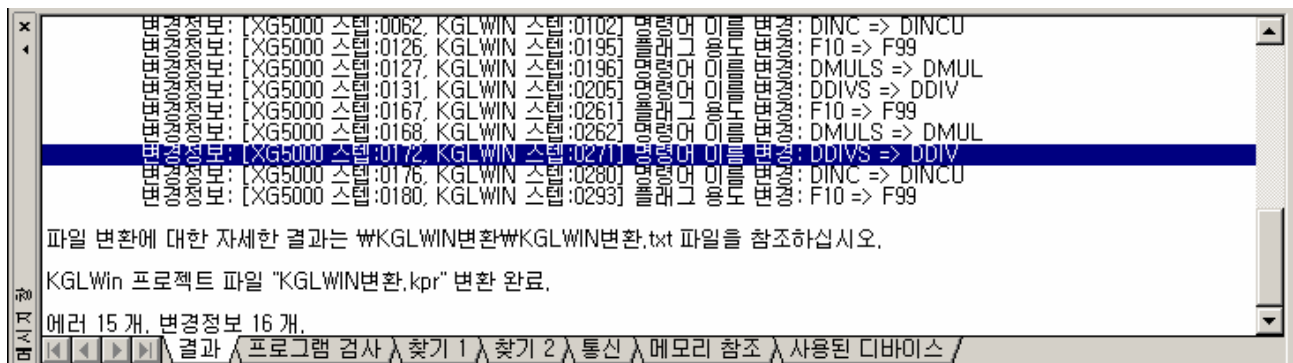 변경정보: [XG5000 스텝:0062, KGLWIN 스텝:0102] 명령어 이름 변경: DINC => DINCU
변경정보: [XG5000 스텝:0126, KGLWIN 스텝:0195] 플래그 용도 변경: F10 => F99
변경정보: [XG5000 스텝:0127, KGLWIN 스텝:0196] 명령어 이름 변경: DMULS => DMUL
변경정보: [XG5000 스텝:0131, KGLWIN 스텝:0205] 명령어 이름 변경: DDIVS => DDIV
변경정보: [XG5000 스텝:0167, KGLWIN 스텝:0261] 플래그 용도 변경: F10 => F99
변경정보: [XG5000 스텝:0168, KGLWIN 스텝:0262] 명령어 이름 변경: DMULS => DMUL
변경정보: [XG5000 스텝:0172, KGLWIN 스텝:0271] 명령어 이름 변경: DDIVS => DDIV
변경정보: [XG5000 스텝:0176, KGLWIN 스텝:0280] 명령어 이름 변경: DINC => DINCU
변경정보: [XG5000 스텝:0180, KGLWIN 스텝:0293] 플래그 용도 변경: F10 => F99
파일 변환에 대한 자세한 결과는 ₩KGLWIN변환₩KGLWIN변환.txt 파일을 참조하십시오.
KGLWin 프로젝트 파일 "KGLWIN변환.kpr" 변환 완료.
에러 15 개, 변경정보 16 개.
메시지 창
결과 프로그램 검사 찾기 1 찾기 2 통신 메모리 참조 사용된 디바이스